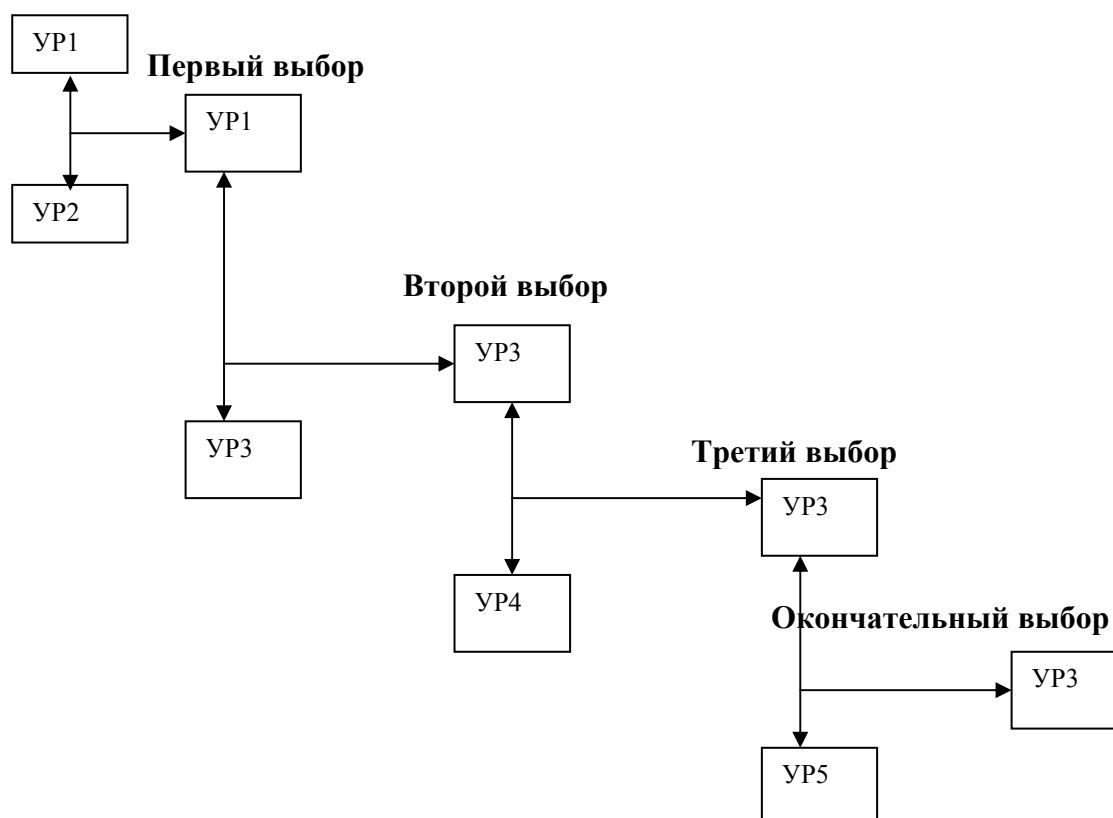 УР1
Первый выбор
УР1
УР2
Второй выбор
УР3
УР3
Третий выбор
УР3
УР4
Окончательный выбор
УР3
УР5